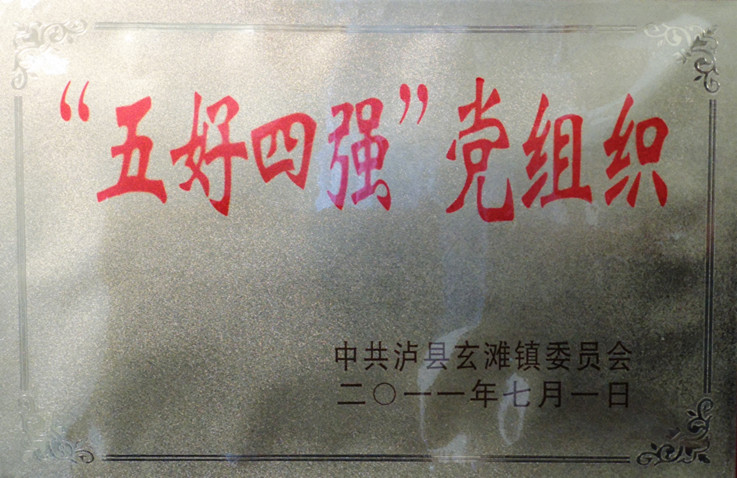 “五好四强”党组织
中共泸县玄滩镇委员会
二〇一一年七月一日